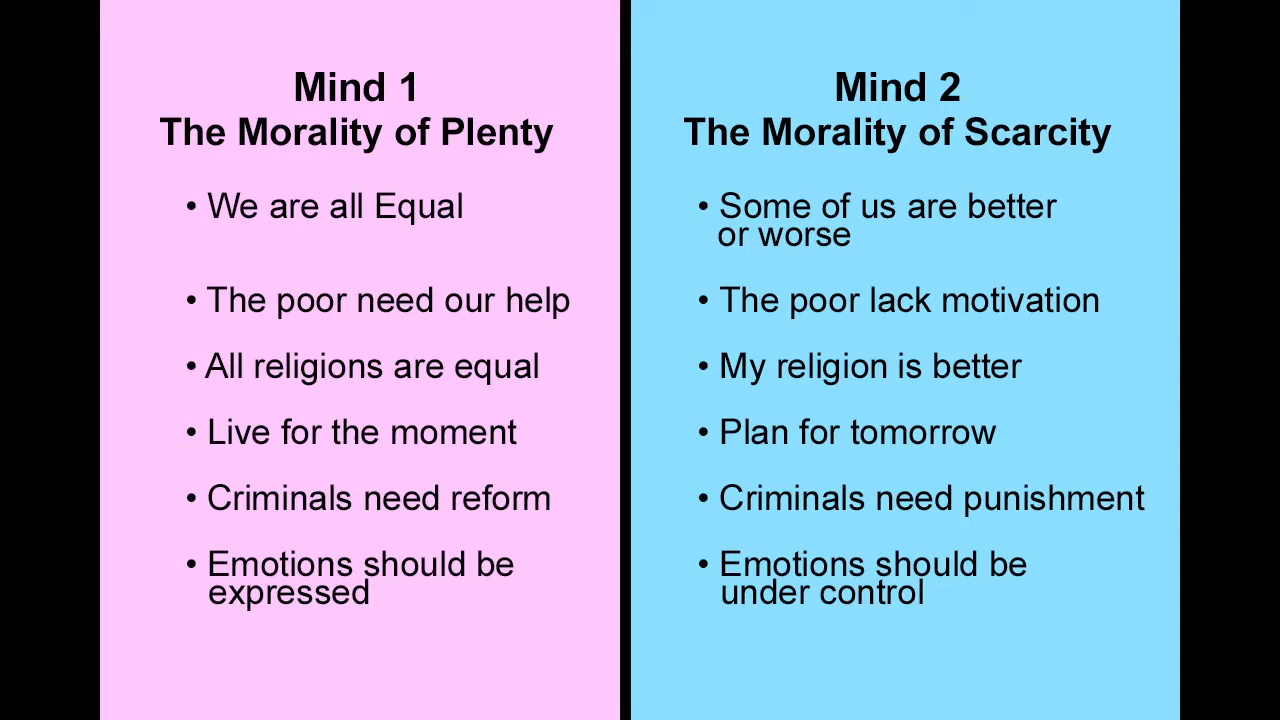 Mind 1
The Morality of Plenty
• We are all Equal
• The poor need our help
• All religions are equal
• Live for the moment
• Criminals need reform
• Emotions should be
expressed
Mind 2
The Morality of Scarcity
• Some of us are better
or worse
• The poor lack motivation
• My religion is better
• Plan for tomorrow
• Criminals need punishment
• Emotions should be
under control